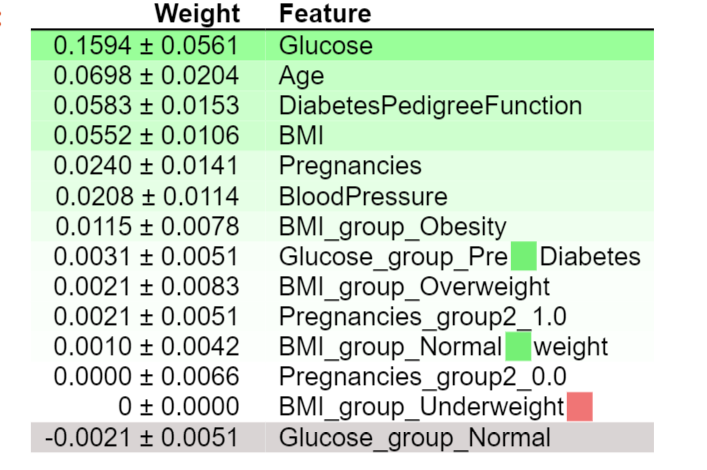 Weight Feature
0.1594 ± 0.0561 Glucose
0.0698 ± 0.0204 Age
0.0583 ± 0.0153 DiabetesPedigreeFunction
0.0552 ± 0.0106 BMI
0.0240 ± 0.0141 Pregnancies
0.0208 ± 0.0114 BloodPressure
0.0115 ± 0.0078 BMI_group_Obesity
0.0031 ± 0.0051 Glucose_group_Pre Diabetes
0.0021 ± 0.0083 BMI_group_Overweight
0.0021 ± 0.0051 Pregnancies_group2_1.0
0.0010 ± 0.0042 BMI_group_Normal weight
0.0000 ± 0.0066 Pregnancies_group2_0.0
0 ± 0.0000 BMI_group_Underweight
-0.0021 ± 0.0051 Glucose_group_Normal